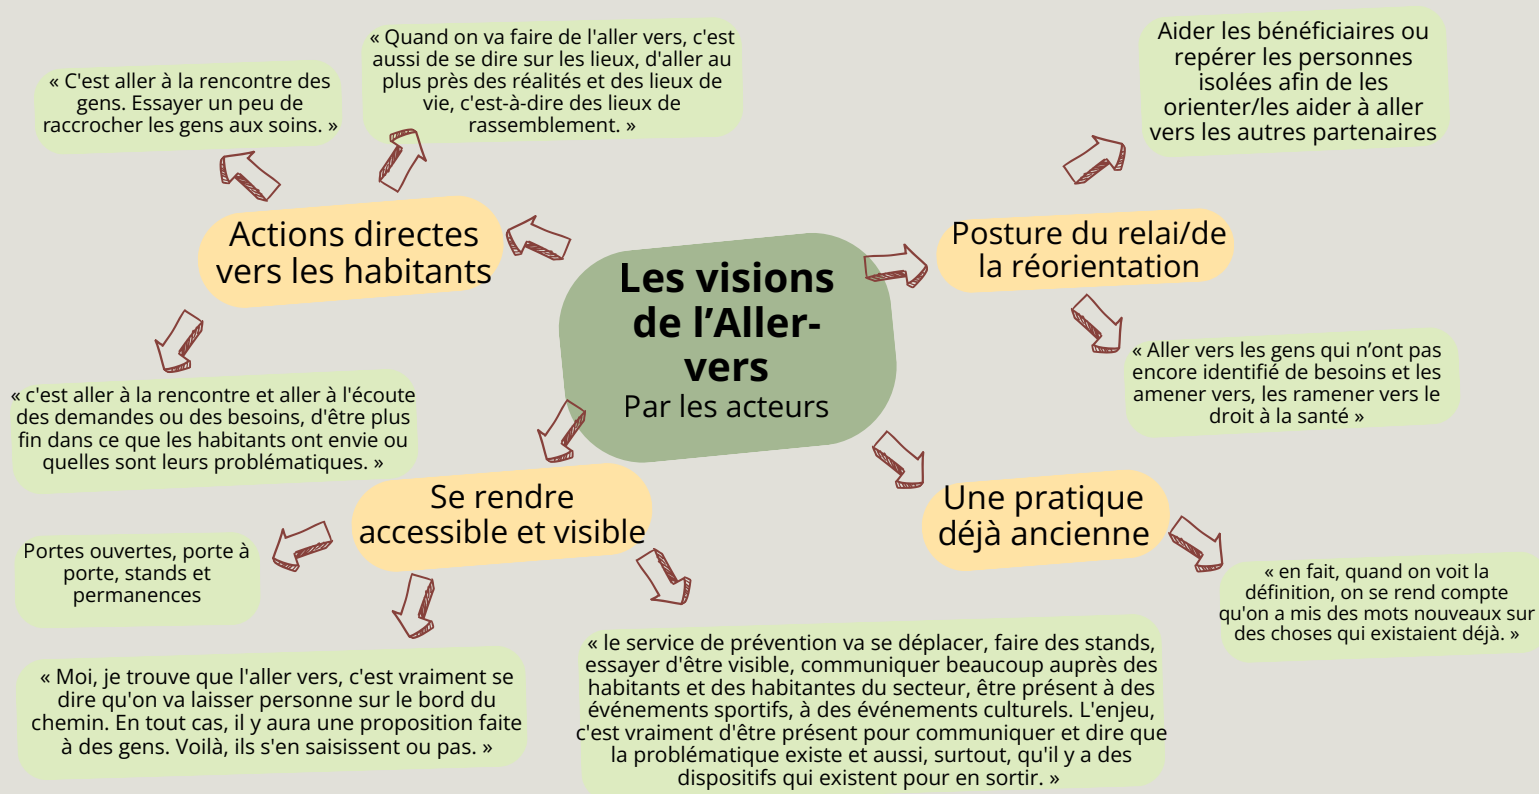 « C'est aller à la rencontre des
gens. Essayer un peu de
raccrocher les gens aux soins. »
« Quand on va faire de l'aller vers, c'est
aussi de se dire sur les lieux, d'aller au
plus près des réalités et des lieux de
vie, c'est-à-dire des lieux de
rassemblement. »
Aider les bénéficiaires ou
repérer les personnes
isolées afin de les
orienter/les aider à aller
vers les autres partenaires
Actions directes
vers les habitants
Les visions
de l’Aller-
vers
Par les acteurs
Posture du relai/de
la réorientation
« c'est aller à la rencontre et aller à l'écoute
des demandes ou des besoins, d'être plus
fin dans ce que les habitants ont envie ou
quelles sont leurs problématiques. »
« Aller vers les gens qui n’ont pas
encore identifié de besoins et les
amener vers, les ramener vers le
droit à la santé »
Se rendre
accessible et visible
Une pratique
déjà ancienne
Portes ouvertes, porte à
porte, stands et
permanences
« en fait, quand on voit la
définition, on se rend compte
qu'on a mis des mots nouveaux sur
des choses qui existaient déjà. »
« Moi, je trouve que l'aller vers, c'est vraiment se
dire qu'on va laisser personne sur le bord du
chemin. En tout cas, il y aura une proposition faite
à des gens. Voilà, ils s'en saisissent ou pas. »
« le service de prévention va se déplacer, faire des stands,
essayer d'être visible, communiquer beaucoup auprès des
habitants et des habitantes du secteur, être présent à des
événements sportifs, à des événements culturels. L'enjeu,
c'est vraiment d'être présent pour communiquer et dire que
la problématique existe et aussi, surtout, qu'il y a des
dispositifs qui existent pour en sortir. »